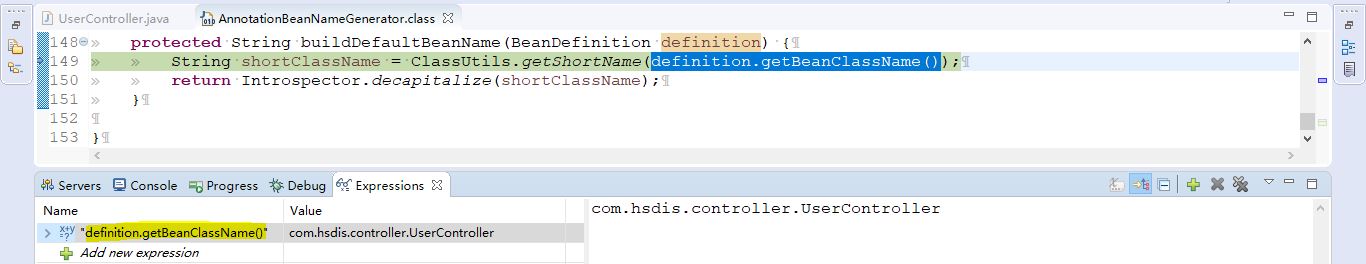 UserController.java AnnotationBeanNameGenerator.class
148 » protected String buildDefaultBeanName(BeanDefinition definition) {¶
149 » » String shortClassName = ClassUtils.getShortName(definition.getBeanClassName());¶
150 » » return Introspector.decapitalize(shortClassName);¶
151 » }¶
152 ¶
153 }¶
Servers Console Progress Debug Expressions
Name Value
"definition.getBeanClassName()" com.hsdis.controller.UserController
Add new expression
com.hsdis.controller.UserController